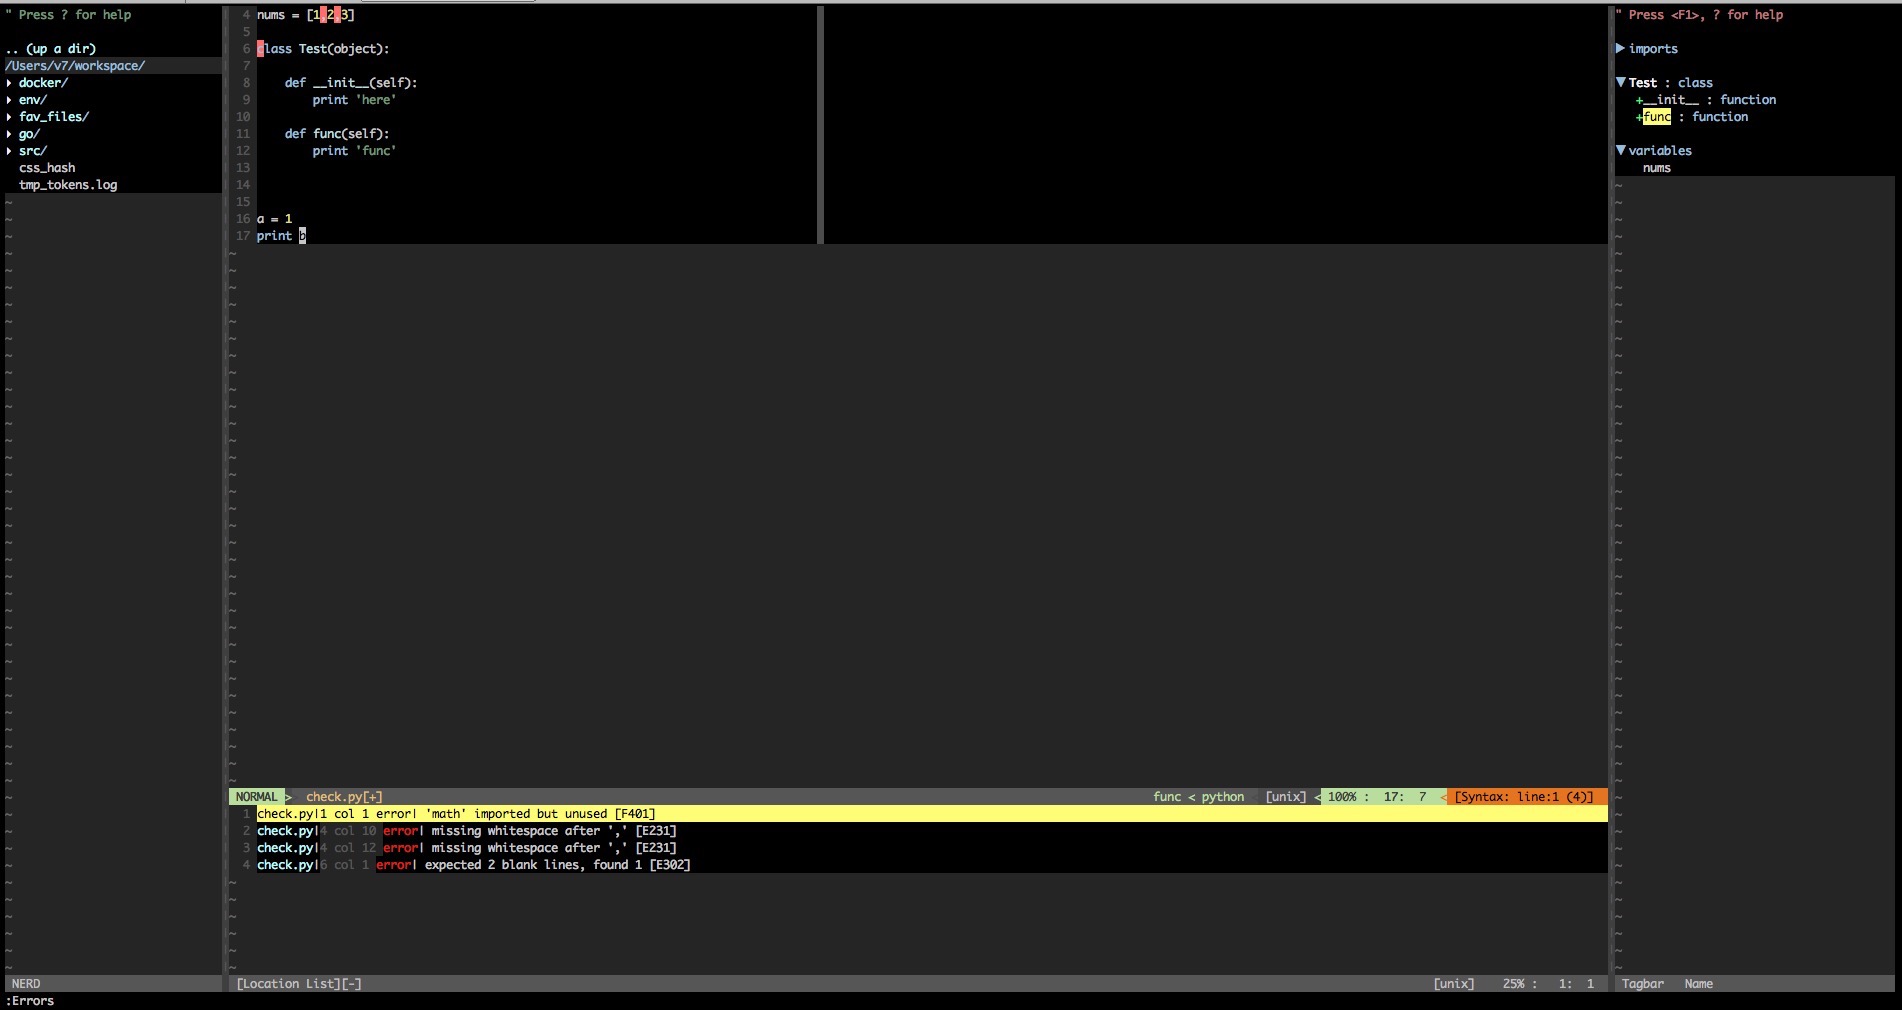 " Press ? for help
.. (up a dir)
/Users/v7/workspace/
▸ docker/
▸ env/
▸ fav_files/
▸ go/
▸ src/
css_hash
tmp_tokens.log
NERD
4 nums = [1,2,3]
5
6 class Test(object):
7
8     def __init__(self):
9         print 'here'
10
11     def func(self):
12         print 'func'
13
14
15
16 a = 1
17 print b
NORMAL > check.py[+] func < python [unix] < 100% : 17: 7 < [Syntax: line:1 (4)]
1 check.py|1 col 1 error| 'math' imported but unused [F401]
2 check.py|4 col 10 error| missing whitespace after ',' [E231]
3 check.py|4 col 12 error| missing whitespace after ',' [E231]
4 check.py|6 col 1 error| expected 2 blank lines, found 1 [E302]
[Location List][-] [unix] 25% : 1: 1
" Press <F1>, ? for help
▶ imports
▼ Test : class
+__init__ : function
+func : function
▼ variables
nums
Tagbar Name
:Errors